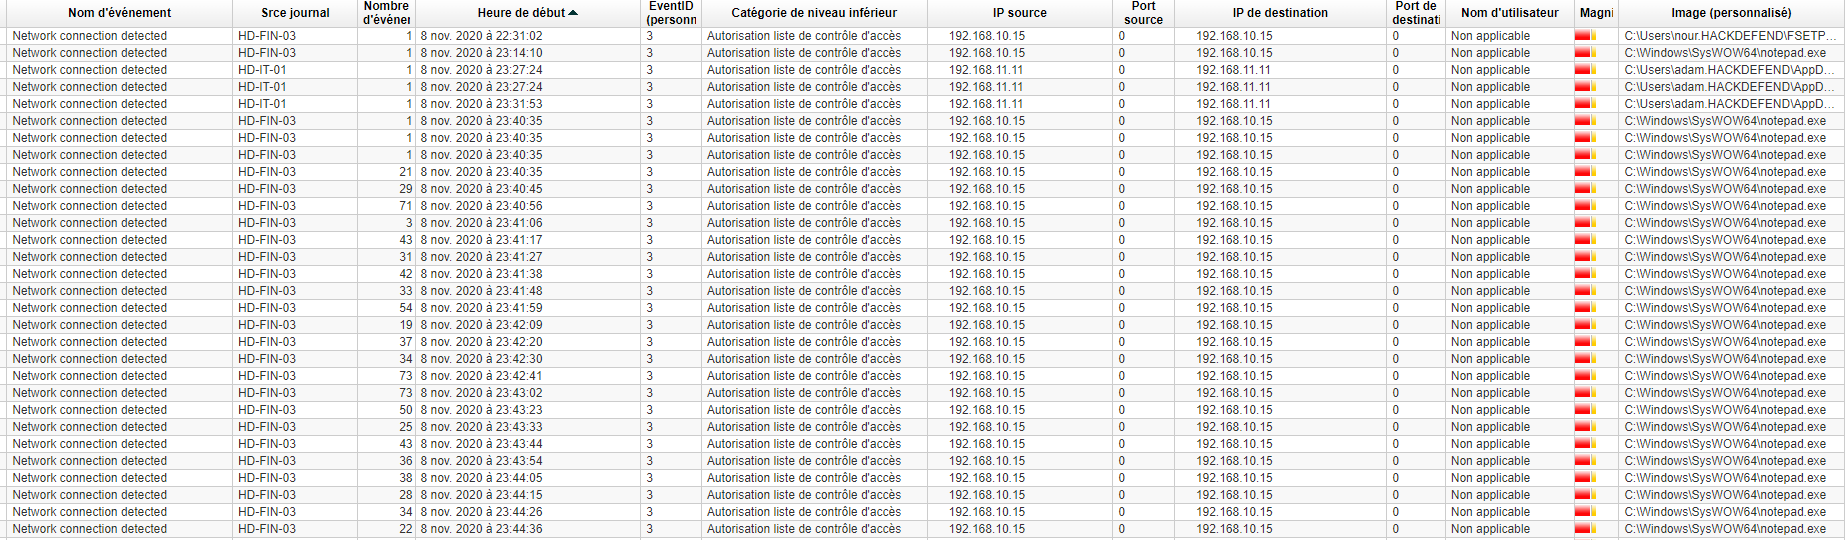 Nom d'événement Srce journal Nombre d'événer Heure de début EventID (personn Catégorie de niveau inférieur IP source Port source IP de destination Port de destinati Nom d'utilisateur Magni Image (personnalisé)
Network connection detected HD-FIN-03 1 8 nov. 2020 à 22:31:02 3 Autorisation liste de contrôle d'accès 192.168.10.15 0 192.168.10.15 0 Non applicable C:\Users\nour.HACKDEFEND\FSETP...
Network connection detected HD-FIN-03 1 8 nov. 2020 à 23:14:10 3 Autorisation liste de contrôle d'accès 192.168.10.15 0 192.168.10.15 0 Non applicable C:\Windows\SysWOW64\notepad.exe
Network connection detected HD-IT-01 1 8 nov. 2020 à 23:27:24 3 Autorisation liste de contrôle d'accès 192.168.11.11 0 192.168.11.11 0 Non applicable C:\Users\adam.HACKDEFEND\AppD...
Network connection detected HD-IT-01 1 8 nov. 2020 à 23:27:24 3 Autorisation liste de contrôle d'accès 192.168.11.11 0 192.168.11.11 0 Non applicable C:\Users\adam.HACKDEFEND\AppD...
Network connection detected HD-IT-01 1 8 nov. 2020 à 23:31:53 3 Autorisation liste de contrôle d'accès 192.168.11.11 0 192.168.11.11 0 Non applicable C:\Users\adam.HACKDEFEND\AppD...
Network connection detected HD-FIN-03 1 8 nov. 2020 à 23:40:35 3 Autorisation liste de contrôle d'accès 192.168.10.15 0 192.168.10.15 0 Non applicable C:\Windows\SysWOW64\notepad.exe
Network connection detected HD-FIN-03 1 8 nov. 2020 à 23:40:35 3 Autorisation liste de contrôle d'accès 192.168.10.15 0 192.168.10.15 0 Non applicable C:\Windows\SysWOW64\notepad.exe
Network connection detected HD-FIN-03 1 8 nov. 2020 à 23:40:35 3 Autorisation liste de contrôle d'accès 192.168.10.15 0 192.168.10.15 0 Non applicable C:\Windows\SysWOW64\notepad.exe
Network connection detected HD-FIN-03 21 8 nov. 2020 à 23:40:35 3 Autorisation liste de contrôle d'accès 192.168.10.15 0 192.168.10.15 0 Non applicable C:\Windows\SysWOW64\notepad.exe
Network connection detected HD-FIN-03 29 8 nov. 2020 à 23:40:45 3 Autorisation liste de contrôle d'accès 192.168.10.15 0 192.168.10.15 0 Non applicable C:\Windows\SysWOW64\notepad.exe
Network connection detected HD-FIN-03 71 8 nov. 2020 à 23:40:56 3 Autorisation liste de contrôle d'accès 192.168.10.15 0 192.168.10.15 0 Non applicable C:\Windows\SysWOW64\notepad.exe
Network connection detected HD-FIN-03 3 8 nov. 2020 à 23:41:06 3 Autorisation liste de contrôle d'accès 192.168.10.15 0 192.168.10.15 0 Non applicable C:\Windows\SysWOW64\notepad.exe
Network connection detected HD-FIN-03 43 8 nov. 2020 à 23:41:17 3 Autorisation liste de contrôle d'accès 192.168.10.15 0 192.168.10.15 0 Non applicable C:\Windows\SysWOW64\notepad.exe
Network connection detected HD-FIN-03 31 8 nov. 2020 à 23:41:27 3 Autorisation liste de contrôle d'accès 192.168.10.15 0 192.168.10.15 0 Non applicable C:\Windows\SysWOW64\notepad.exe
Network connection detected HD-FIN-03 42 8 nov. 2020 à 23:41:38 3 Autorisation liste de contrôle d'accès 192.168.10.15 0 192.168.10.15 0 Non applicable C:\Windows\SysWOW64\notepad.exe
Network connection detected HD-FIN-03 33 8 nov. 2020 à 23:41:48 3 Autorisation liste de contrôle d'accès 192.168.10.15 0 192.168.10.15 0 Non applicable C:\Windows\SysWOW64\notepad.exe
Network connection detected HD-FIN-03 54 8 nov. 2020 à 23:41:59 3 Autorisation liste de contrôle d'accès 192.168.10.15 0 192.168.10.15 0 Non applicable C:\Windows\SysWOW64\notepad.exe
Network connection detected HD-FIN-03 19 8 nov. 2020 à 23:42:09 3 Autorisation liste de contrôle d'accès 192.168.10.15 0 192.168.10.15 0 Non applicable C:\Windows\SysWOW64\notepad.exe
Network connection detected HD-FIN-03 37 8 nov. 2020 à 23:42:20 3 Autorisation liste de contrôle d'accès 192.168.10.15 0 192.168.10.15 0 Non applicable C:\Windows\SysWOW64\notepad.exe
Network connection detected HD-FIN-03 34 8 nov. 2020 à 23:42:30 3 Autorisation liste de contrôle d'accès 192.168.10.15 0 192.168.10.15 0 Non applicable C:\Windows\SysWOW64\notepad.exe
Network connection detected HD-FIN-03 73 8 nov. 2020 à 23:42:41 3 Autorisation liste de contrôle d'accès 192.168.10.15 0 192.168.10.15 0 Non applicable C:\Windows\SysWOW64\notepad.exe
Network connection detected HD-FIN-03 73 8 nov. 2020 à 23:43:02 3 Autorisation liste de contrôle d'accès 192.168.10.15 0 192.168.10.15 0 Non applicable C:\Windows\SysWOW64\notepad.exe
Network connection detected HD-FIN-03 50 8 nov. 2020 à 23:43:23 3 Autorisation liste de contrôle d'accès 192.168.10.15 0 192.168.10.15 0 Non applicable C:\Windows\SysWOW64\notepad.exe
Network connection detected HD-FIN-03 25 8 nov. 2020 à 23:43:33 3 Autorisation liste de contrôle d'accès 192.168.10.15 0 192.168.10.15 0 Non applicable C:\Windows\SysWOW64\notepad.exe
Network connection detected HD-FIN-03 43 8 nov. 2020 à 23:43:44 3 Autorisation liste de contrôle d'accès 192.168.10.15 0 192.168.10.15 0 Non applicable C:\Windows\SysWOW64\notepad.exe
Network connection detected HD-FIN-03 36 8 nov. 2020 à 23:43:54 3 Autorisation liste de contrôle d'accès 192.168.10.15 0 192.168.10.15 0 Non applicable C:\Windows\SysWOW64\notepad.exe
Network connection detected HD-FIN-03 38 8 nov. 2020 à 23:44:05 3 Autorisation liste de contrôle d'accès 192.168.10.15 0 192.168.10.15 0 Non applicable C:\Windows\SysWOW64\notepad.exe
Network connection detected HD-FIN-03 28 8 nov. 2020 à 23:44:15 3 Autorisation liste de contrôle d'accès 192.168.10.15 0 192.168.10.15 0 Non applicable C:\Windows\SysWOW64\notepad.exe
Network connection detected HD-FIN-03 34 8 nov. 2020 à 23:44:26 3 Autorisation liste de contrôle d'accès 192.168.10.15 0 192.168.10.15 0 Non applicable C:\Windows\SysWOW64\notepad.exe
Network connection detected HD-FIN-03 22 8 nov. 2020 à 23:44:36 3 Autorisation liste de contrôle d'accès 192.168.10.15 0 192.168.10.15 0 Non applicable C:\Windows\SysWOW64\notepad.exe